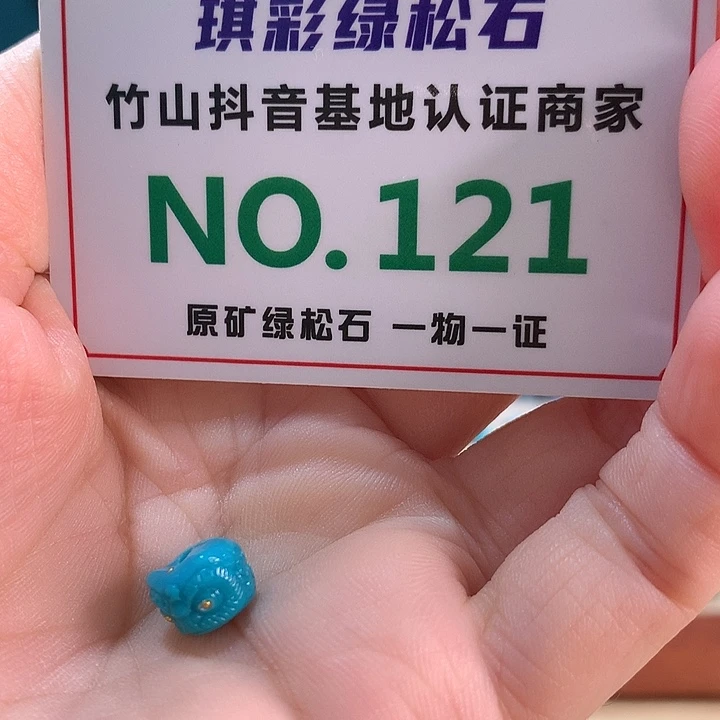 琪彩绿松石
竹山抖音基地认证商家
NO.121
原矿绿松石 一物一证